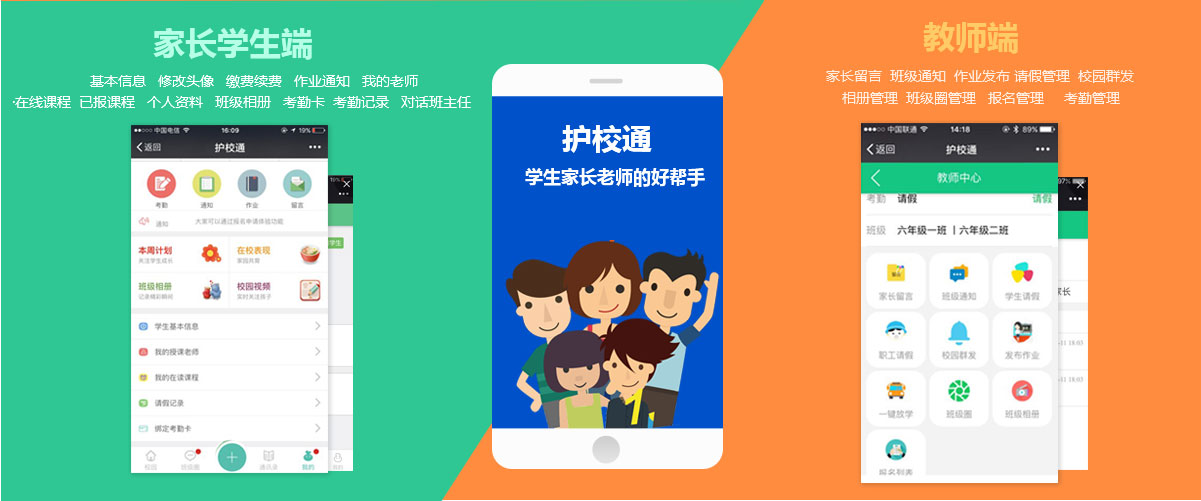 家长学生端
基本信息 修改头像 缴费续费 作业通知 我的老师
·在线课程 已报课程 个人资料 班级相册 考勤卡 考勤记录 对话班主任
中国电信 16:09 19%
返回 护校通
考勤 通知 作业 留言
通知 大家可以通过报名申请体验功能
本周计划 在校表现
关注学生成长 家园共育
班级相册 校园视频
记录精彩瞬间 实时关注孩子
学生基本信息
我的授课老师
我的在读课程
请假记录
绑定考勤卡
校园 班级圈 通讯录 我的
学生
护校通
学生家长老师的好帮手
教师端
家长留言 班级通知 作业发布 请假管理 校园群发
相册管理 班级圈管理 报名管理 考勤管理
中国联通 14:18 89%
返回 护校通
教师中心
考勤 请假 请假
班级 六年级一班 | 六年级二班
家长留言 班级通知 学生请假
职工请假 校园群发 发布作业
一键放学 班级圈 班级相册
报名列表
97%
家长
-11 18:03
-11 18:03